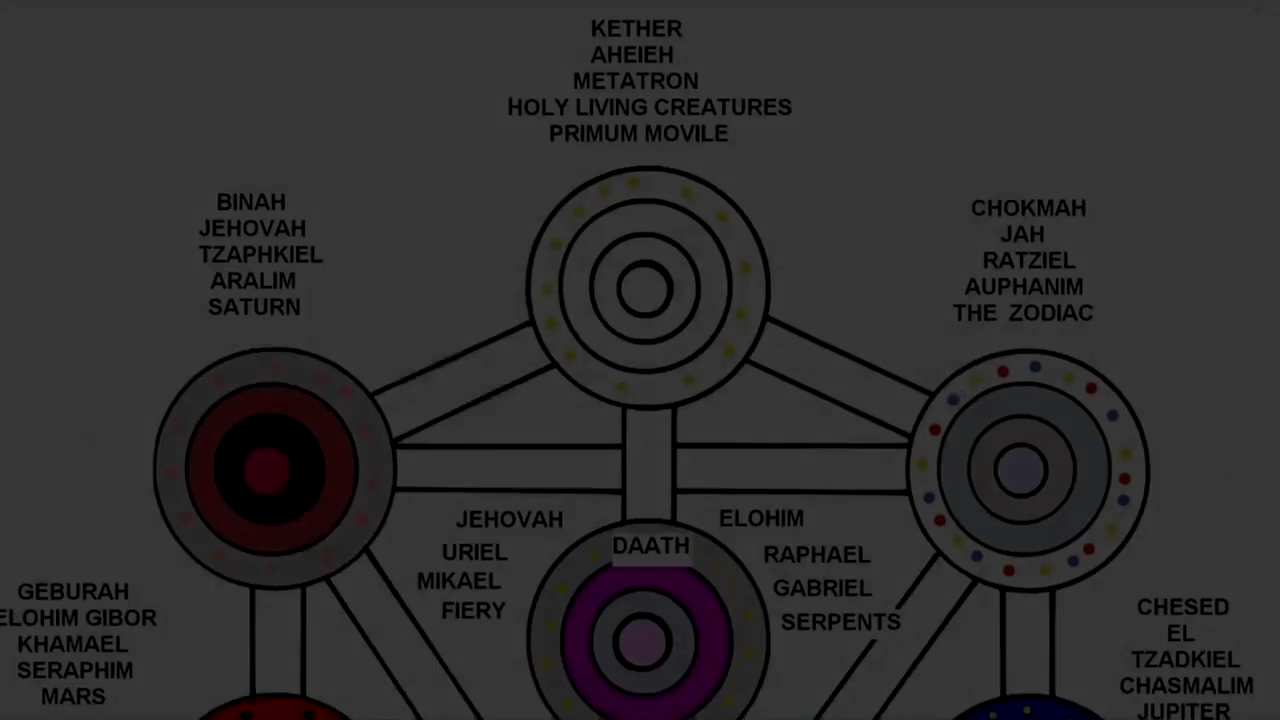 KETHER
AHEIEH
METATRON
HOLY LIVING CREATURES
PRIMUM MOVILE
BINAH
JEHOVAH
TZAPHKIEL
ARALIM
SATURN
CHOKMAH
JAH
RATZIEL
AUPHANIM
THE ZODIAC
JEHOVAH
URIEL
MIKAEL
FIERY
DAATH
ELOHIM
RAPHAEL
GABRIEL
SERPENTS
GEBURAH
ELOHIM GIBOR
KHAMAEL
SERAPHIM
MARS
CHESED
EL
TZADKIEL
CHASMALIM
JUPITER